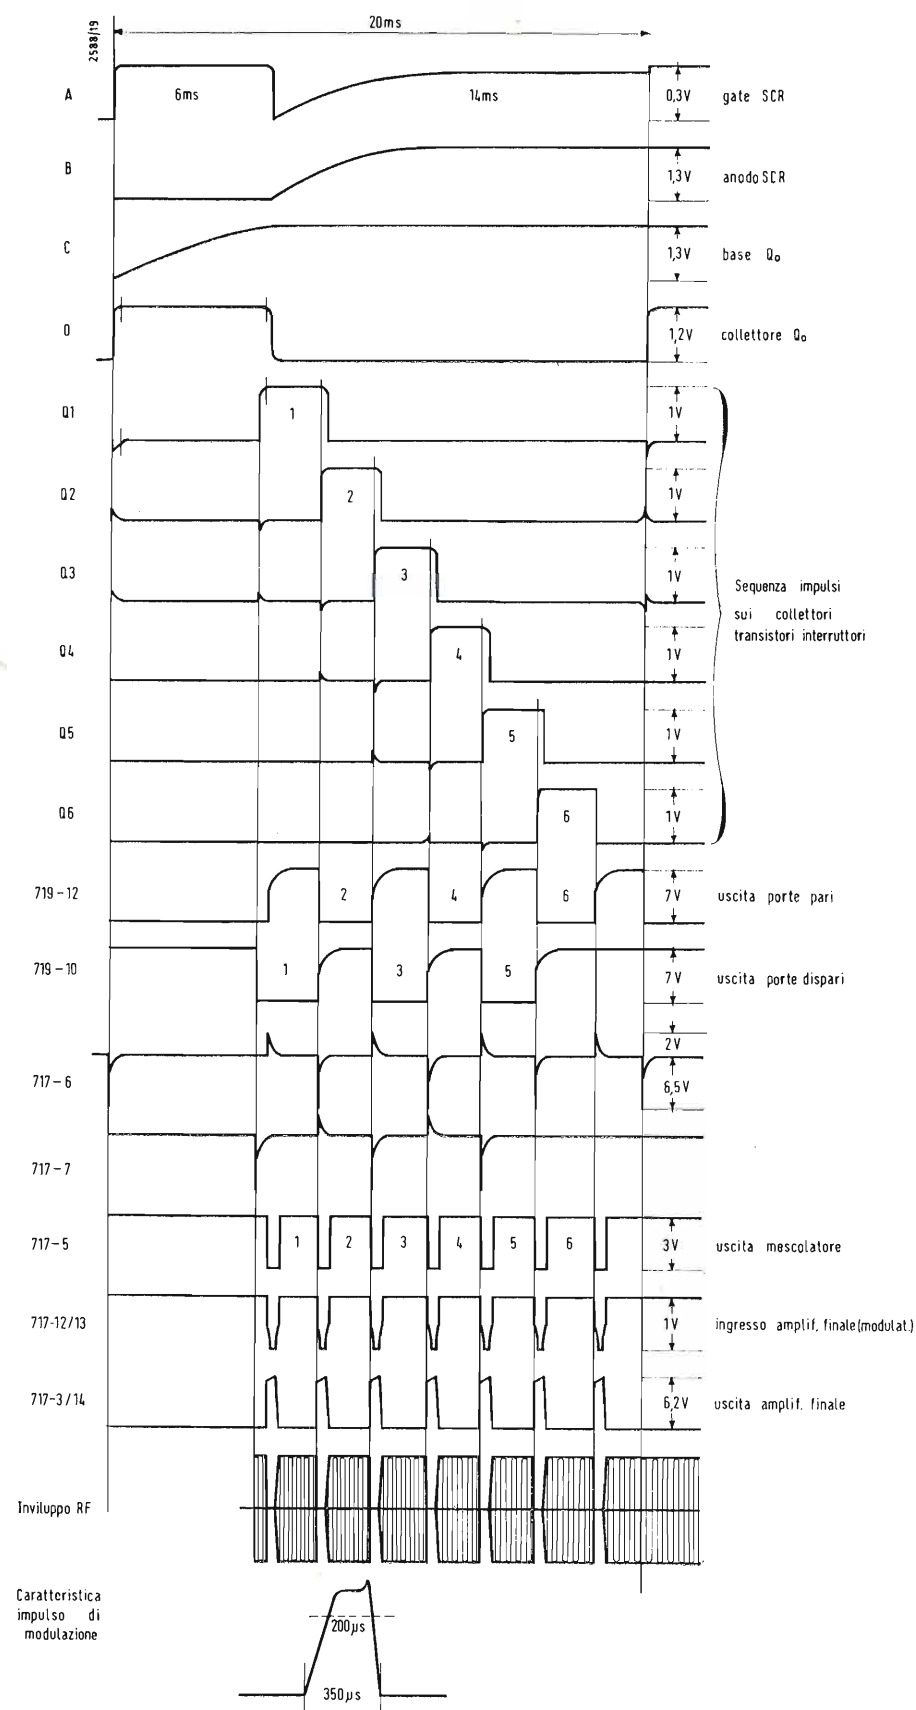 2588/19
20ms
A
6ms
14ms
0,3V
gate SCR
B
1,3V
anodo SCR
C
1,3V
base Q₀
D
1,2V
collettore Q₀
Q1
1
1V
Q2
2
1V
Q3
3
1V
Sequenza impulsi
sui collettori
transistori interruttori
Q4
4
1V
Q5
5
1V
Q6
6
1V
719-12
2
4
6
7V
uscita porte pari
719-10
1
3
5
7V
uscita porte dispari
2V
717-6
6,5V
717-7
717-5
1
2
3
4
5
6
3V
uscita mescolatore
717-12/13
1V
ingresso amplif. finale (modulat.)
717-3/14
6,2V
uscita amplif. finale
Inviluppo RF
Caratteristica
impulso di
modulazione
200µs
350µs